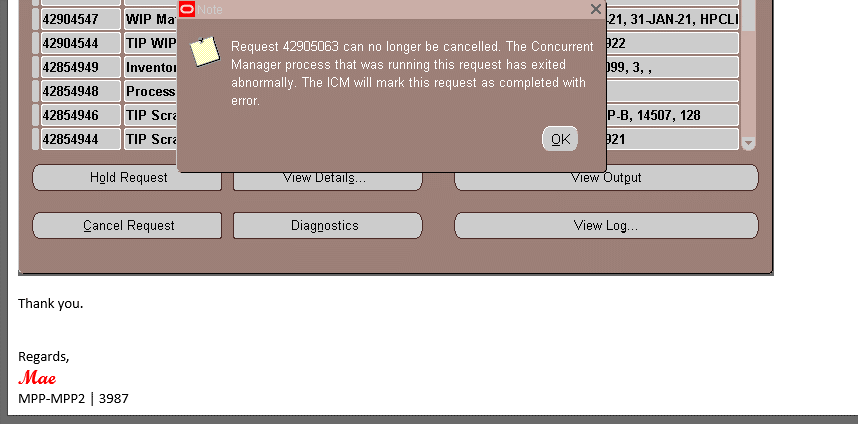 Note
42904547 WIP Ma -21, 31-JAN-21, HPCLI
42904544 TIP WIP 922
42854949 Invento 099, 3, ,
42854948 Process
42854946 TIP Scra P-B, 14507, 128
42854944 TIP Scra 921
Request 42905063 can no longer be cancelled. The Concurrent
Manager process that was running this request has exited
abnormally. The ICM will mark this request as completed with
error.
OK
Hold Request View Details... View Output
Cancel Request Diagnostics View Log...
Thank you.
Regards,
Mae
MPP-MPP2 | 3987